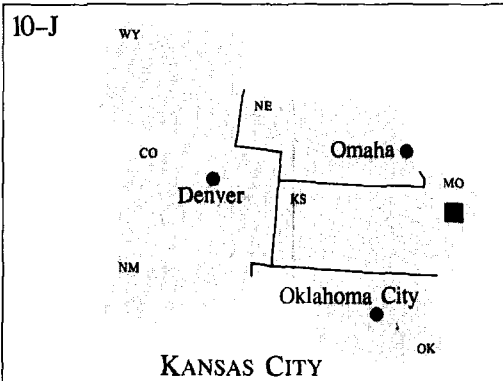 10–J
WY
NE
Omaha
CO
MO
Denver
KS
NM
Oklahoma City
OK
KANSAS CITY